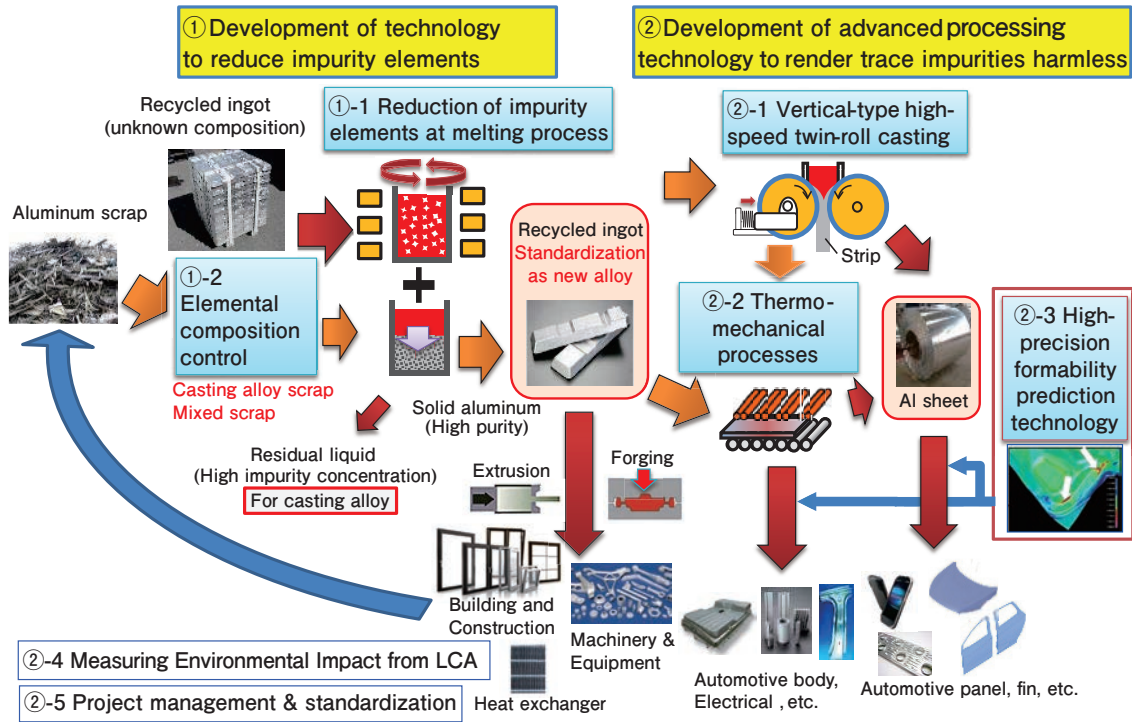 ①Development of technology
to reduce impurity elements
②Development of advanced processing
technology to render trace impurities harmless
Recycled ingot
(unknown composition)
①-1 Reduction of impurity
elements at melting process
②-1 Vertical-type high-
speed twin-roll casting
Aluminum scrap
Recycled ingot
Standardization
as new alloy
Strip
①-2
Elemental
composition
control
②-2 Thermo-
mechanical
processes
②-3 High-
precision
formability
prediction
technology
Casting alloy scrap
Mixed scrap
Al sheet
Solid aluminum
(High purity)
Residual liquid
(High impurity concentration)
For casting alloy
Extrusion
Forging
Building and
Construction
Machinery &
Equipment
②-4 Measuring Environmental Impact from LCA
②-5 Project management & standardization
Heat exchanger
Automotive body,
Electrical , etc.
Automotive panel, fin, etc.